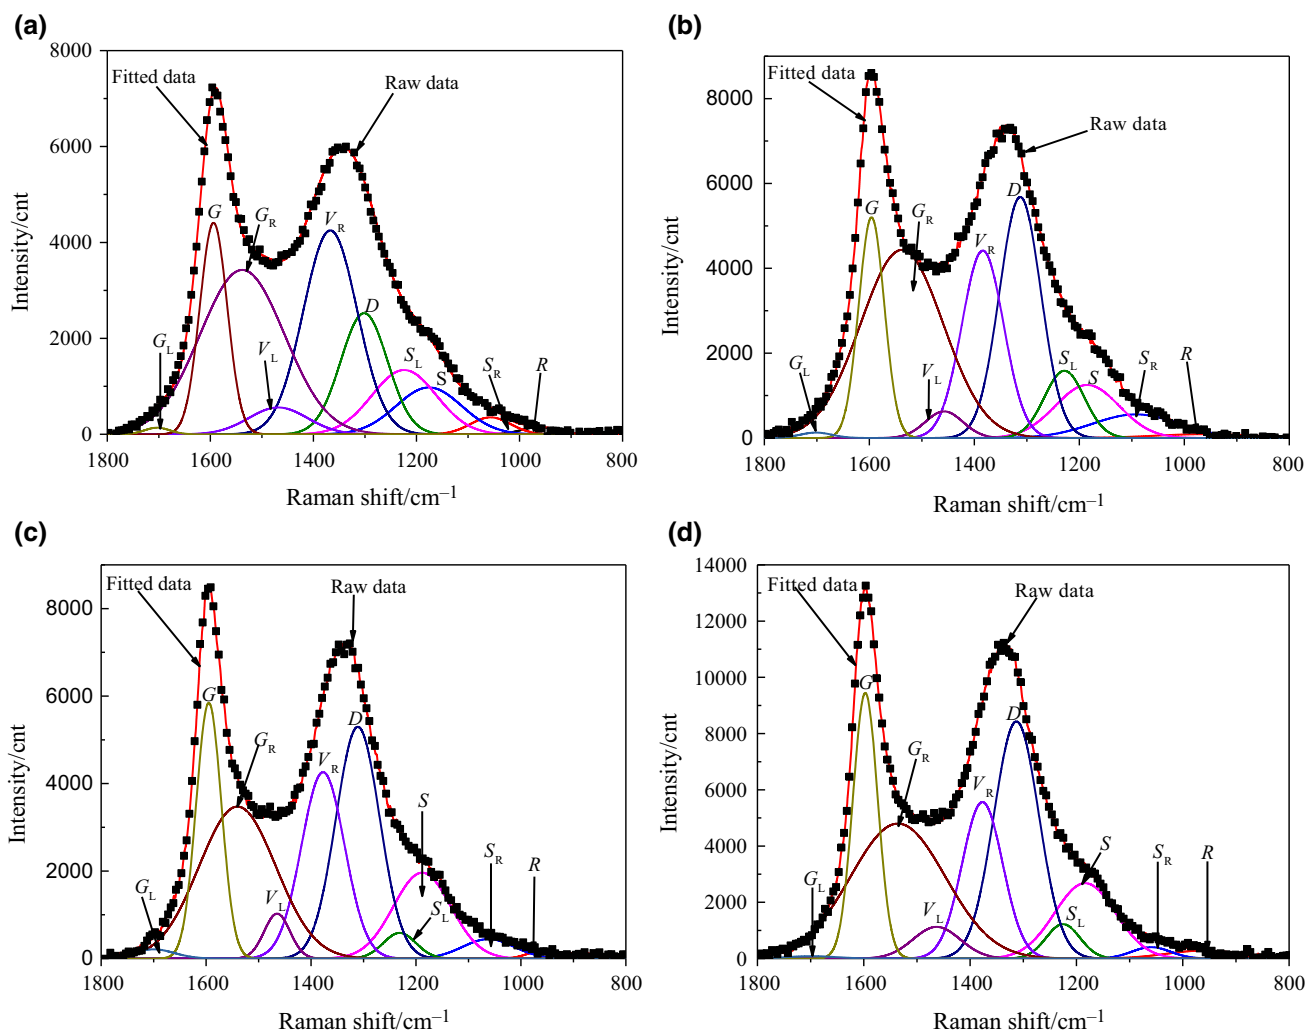 (a)
8000
6000
4000
2000
0
Intensity/cnt
Fitted data
Raw data
G
G_R
V_R
D
G_L
V_L
S_L
S
S_R
R
1800 1600 1400 1200 1000 800
Raman shift/cm–1
(b)
8000
6000
4000
2000
0
Intensity/cnt
Fitted data
Raw data
G
G_R
V_R
D
G_L
V_L
S_L
S
S_R
R
1800 1600 1400 1200 1000 800
Raman shift/cm–1
(c)
8000
6000
4000
2000
0
Intensity/cnt
Fitted data
Raw data
G
G_R
V_R
D
S
G_L
V_L
S_L
S_R
R
1800 1600 1400 1200 1000 800
Raman shift/cm–1
(d)
14000
12000
10000
8000
6000
4000
2000
0
Intensity/cnt
Fitted data
Raw data
G
G_R
V_R
D
S
S_R
R
G_L
V_L
S_L
1800 1600 1400 1200 1000 800
Raman shift/cm–1